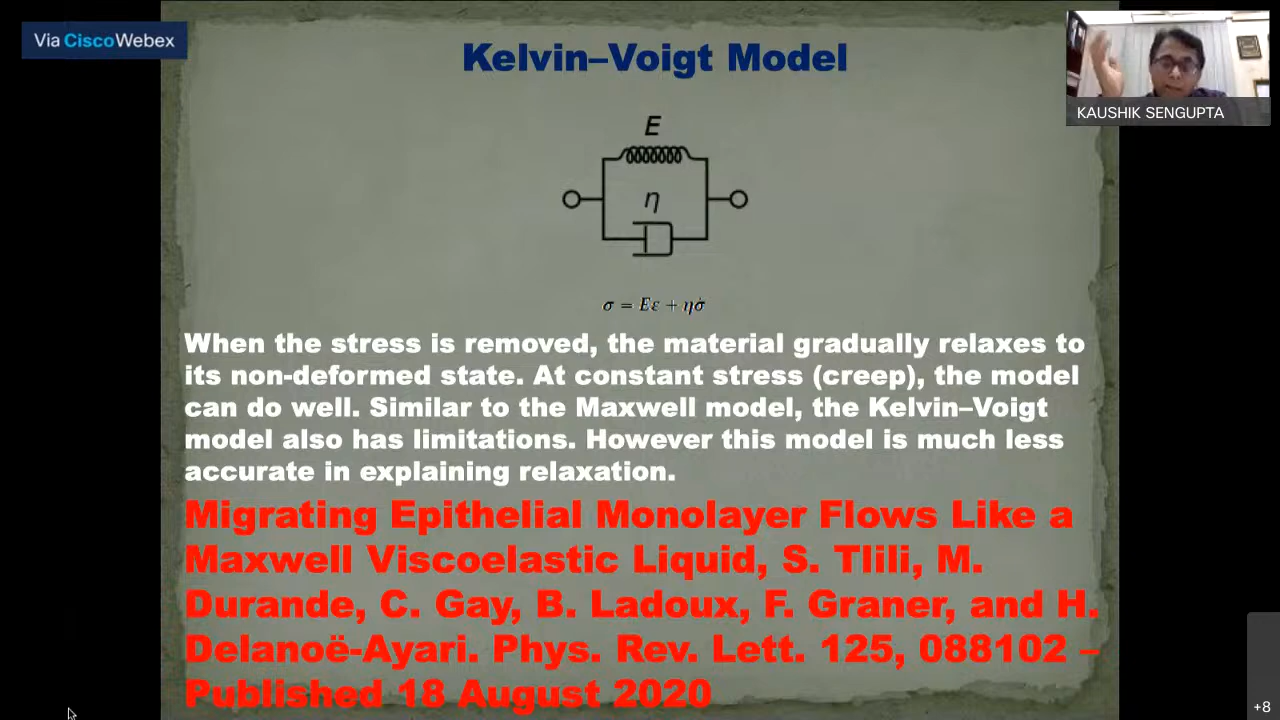 Via Cisco Webex
Kelvin–Voigt Model
KAUSHIK SENGUPTA
E
η
σ = Eε + ησ̇
When the stress is removed, the material gradually relaxes to
its non-deformed state. At constant stress (creep), the model
can do well. Similar to the Maxwell model, the Kelvin–Voigt
model also has limitations. However this model is much less
accurate in explaining relaxation.
Migrating Epithelial Monolayer Flows Like a
Maxwell Viscoelastic Liquid, S. Tlili, M.
Durande, C. Gay, B. Ladoux, F. Graner, and H.
Delanoë-Ayari. Phys. Rev. Lett. 125, 088102 –
Published 18 August 2020
+8